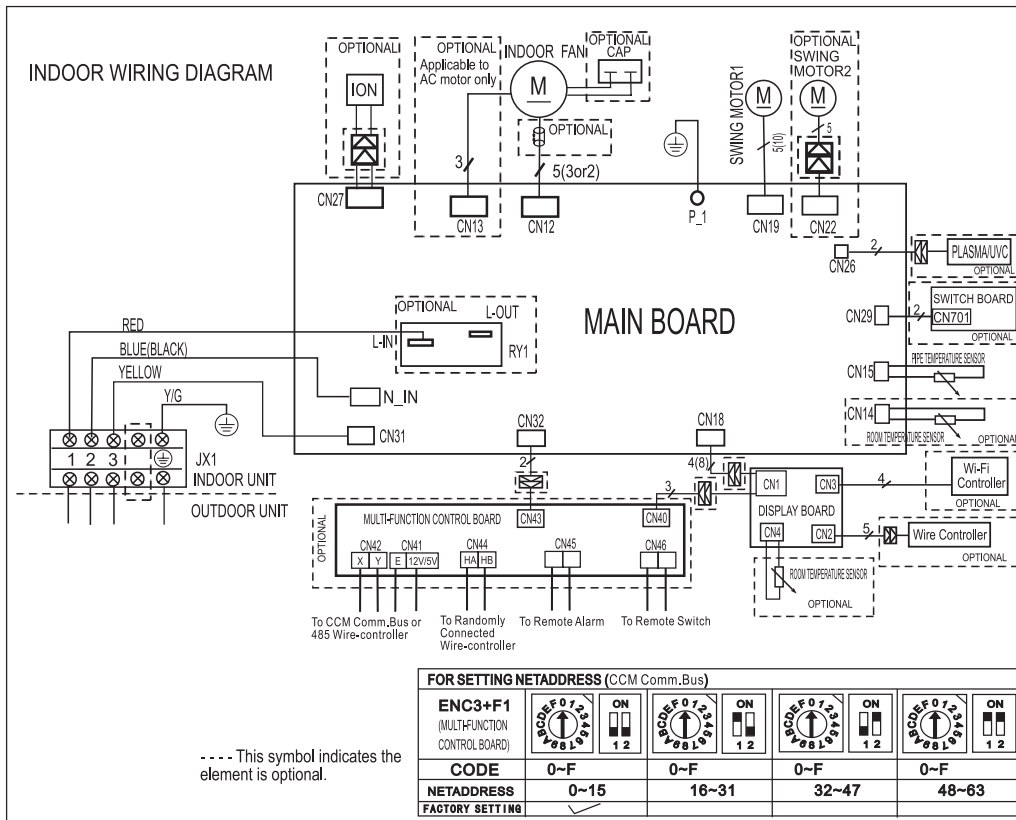 INDOOR WIRING DIAGRAM
OPTIONAL
ION
CN27
OPTIONAL
Applicable to
AC motor only
3
CN13
INDOOR FAN
M
OPTIONAL
CAP
OPTIONAL
5(3or2)
CN12
P_1
SWING MOTOR1
M
5(10)
CN19
OPTIONAL
SWING
MOTOR2
M
5
CN22
CN26
2
PLASMA/UVC
OPTIONAL
CN29
2
SWITCH BOARD
CN701
OPTIONAL
CN15
PIPE TEMPERATURE SENSOR
CN14
ROOM TEMPERATURE SENSOR
OPTIONAL
MAIN BOARD
OPTIONAL
L-OUT
L-IN
RY1
RED
BLUE(BLACK)
YELLOW
Y/G
N_IN
CN31
1 2 3
JX1
INDOOR UNIT
OUTDOOR UNIT
CN32
2
CN18
4(8)
3
CN1
CN3
DISPLAY BOARD
CN4
CN2
4
Wi-Fi
Controller
OPTIONAL
5
Wire Controller
OPTIONAL
ROOM TEMPERATURE SENSOR
OPTIONAL
OPTIONAL
MULTI-FUNCTION CONTROL BOARD
CN43
CN40
CN42 CN41 CN44 CN45 CN46
X Y E 12V/5V HA HB
To CCM Comm.Bus or
485 Wire-controller
To Randomly
Connected
Wire-controller
To Remote Alarm
To Remote Switch
FOR SETTING NETADDRESS (CCM Comm.Bus)
ENC3+F1
(MULTI-FUNCTION
CONTROL BOARD)
0123456789ABCDEF
ON
1 2
0123456789ABCDEF
ON
1 2
0123456789ABCDEF
ON
1 2
0123456789ABCDEF
ON
1 2
CODE 0~F 0~F 0~F 0~F
NETADDRESS 0~15 16~31 32~47 48~63
FACTORY SETTING
---- This symbol indicates the
element is optional.